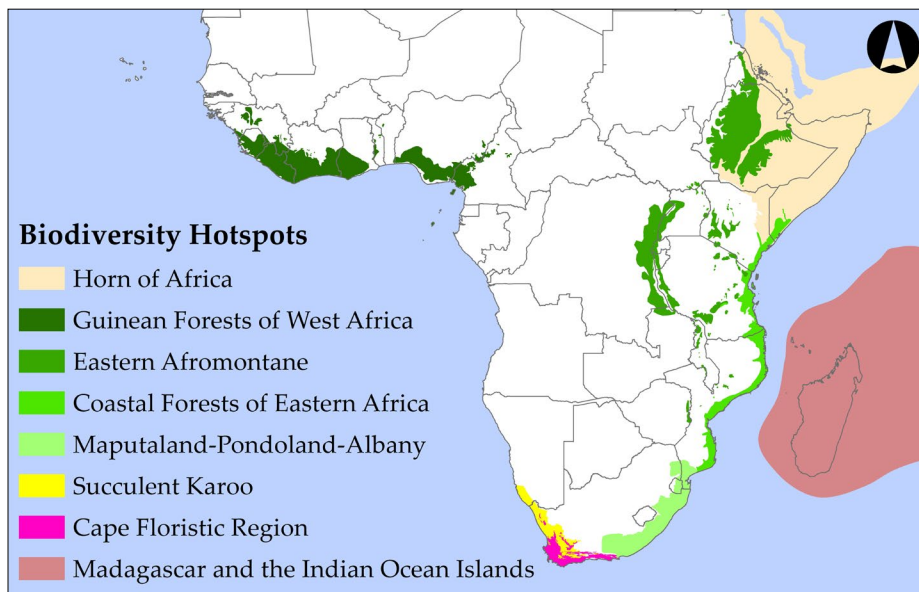 Biodiversity Hotspots
Horn of Africa
Guinean Forests of West Africa
Eastern Afromontane
Coastal Forests of Eastern Africa
Maputaland-Pondoland-Albany
Succulent Karoo
Cape Floristic Region
Madagascar and the Indian Ocean Islands